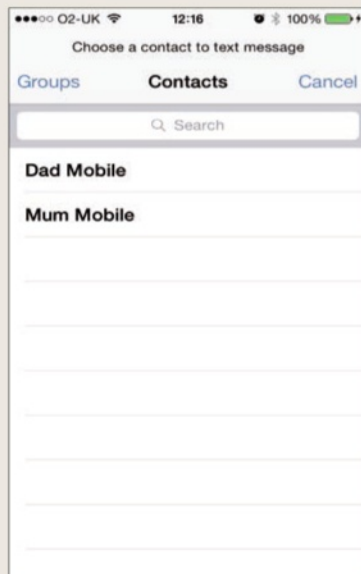 O2-UK 12:16 100%
Choose a contact to text message
Groups Contacts Cancel
Search
Dad Mobile
Mum Mobile